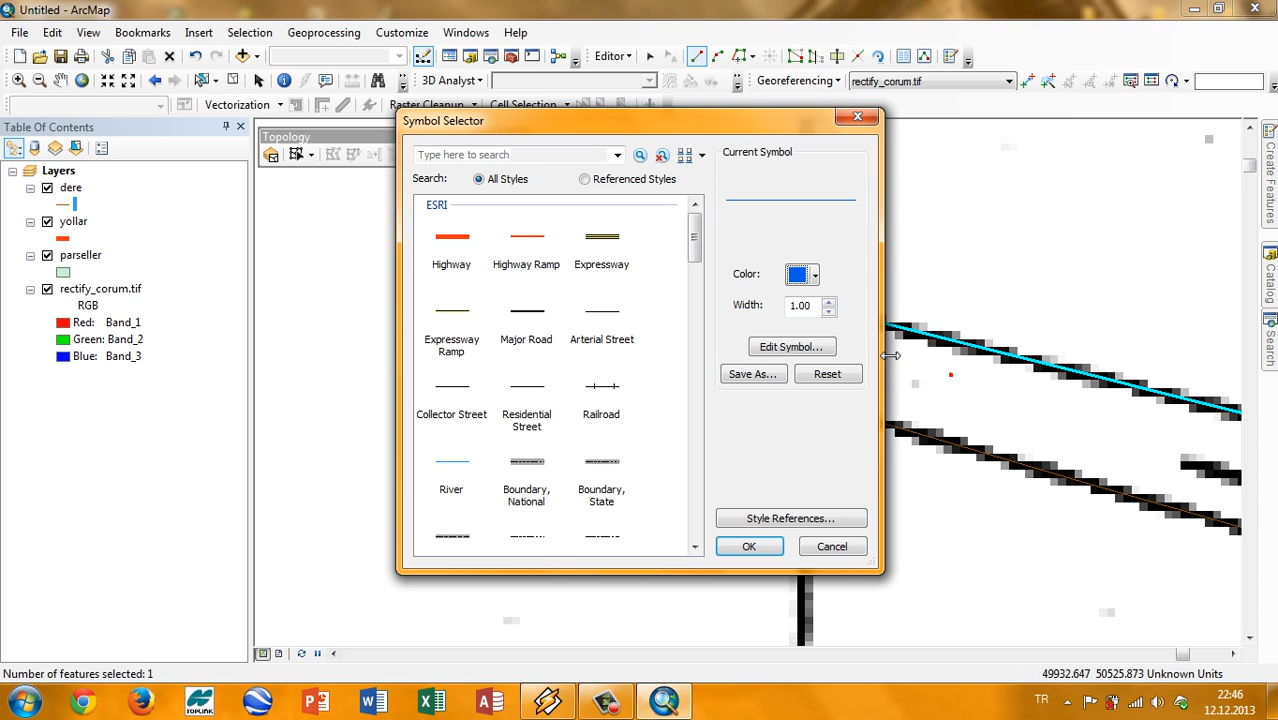 Untitled - ArcMap
File Edit View Bookmarks Insert Selection Geoprocessing Customize Windows Help
Editor
3D Analyst
Georeferencing
rectify_corum.tif
Vectorization
Raster Cleanup
Cell Selection
Table Of Contents
Layers
dere
yollar
parseller
rectify_corum.tif
RGB
Red: Band_1
Green: Band_2
Blue: Band_3
Topology
Symbol Selector
Type here to search
Search: All Styles Referenced Styles
ESRI
Highway
Highway Ramp
Expressway
Expressway Ramp
Major Road
Arterial Street
Collector Street
Residential Street
Railroad
River
Boundary, National
Boundary, State
Current Symbol
Color:
Width: 1.00
Edit Symbol...
Save As... Reset
Style References...
OK Cancel
Create Features
Catalog
Search
Number of features selected: 1
49932.647 50525.873 Unknown Units
TOPLINK
TR
22:46
12.12.2013